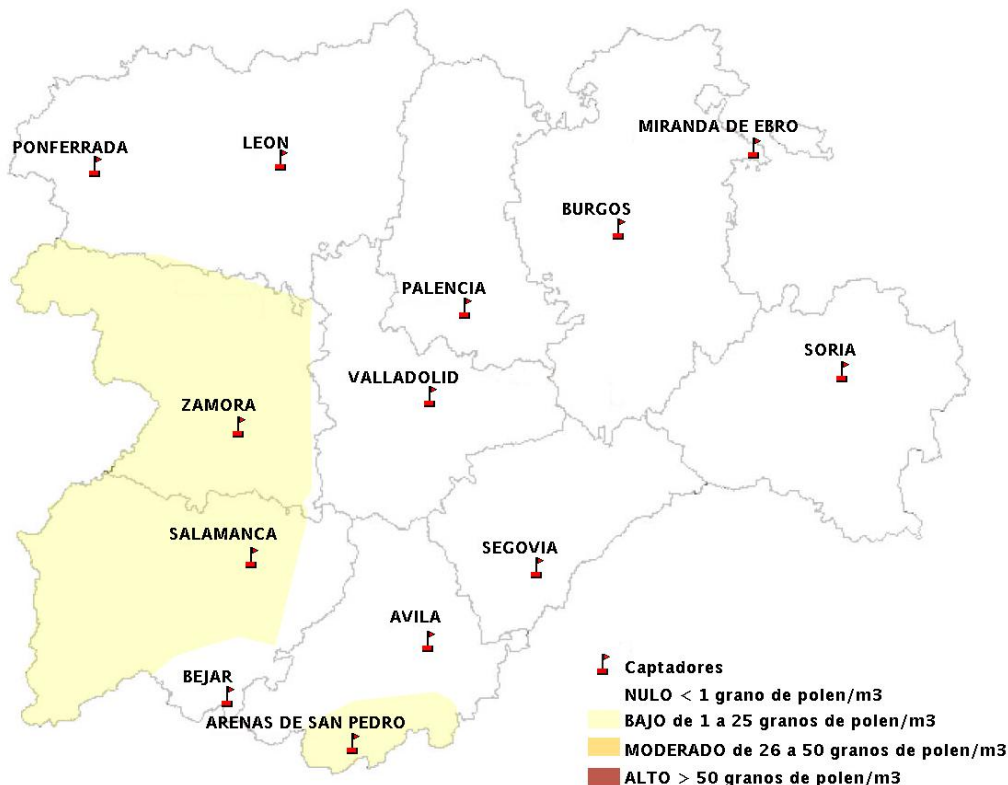 MIRANDA DE EBRO
PONFERRADA
LEON
BURGOS
PALENCIA
SORIA
VALLADOLID
ZAMORA
SALAMANCA
SEGOVIA
AVILA
BEJAR
ARENAS DE SAN PEDRO
Captadores
NULO < 1 grano de polen/m3
BAJO de 1 a 25 granos de polen/m3
MODERADO de 26 a 50 granos de polen/m3
ALTO > 50 granos de polen/m3